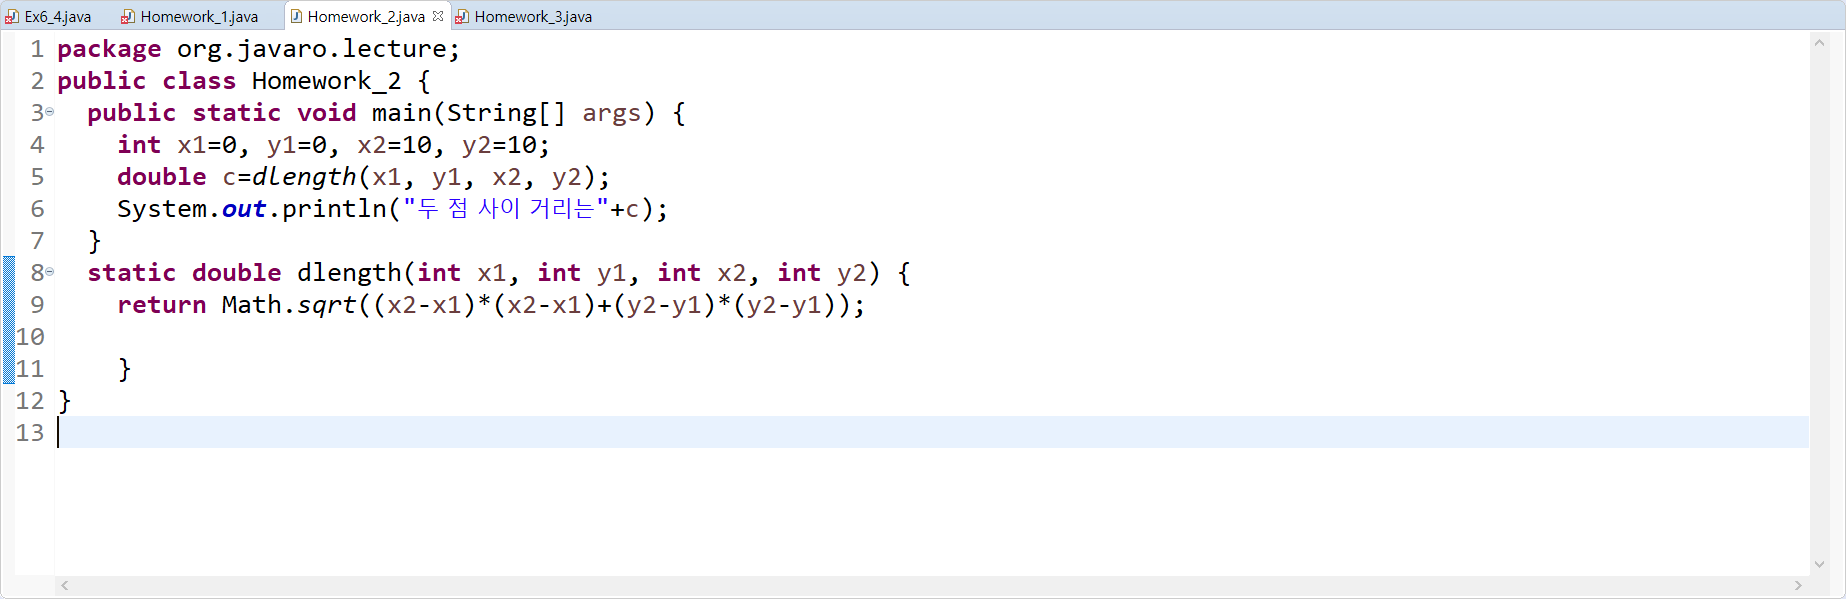 Ex6_4.java Homework_1.java Homework_2.java Homework_3.java
1 package org.javaro.lecture;
2 public class Homework_2 {
3 public static void main(String[] args) {
4 int x1=0, y1=0, x2=10, y2=10;
5 double c=dlength(x1, y1, x2, y2);
6 System.out.println("두 점 사이 거리는"+c);
7 }
8 static double dlength(int x1, int y1, int x2, int y2) {
9 return Math.sqrt((x2-x1)*(x2-x1)+(y2-y1)*(y2-y1));
10
11 }
12 }
13